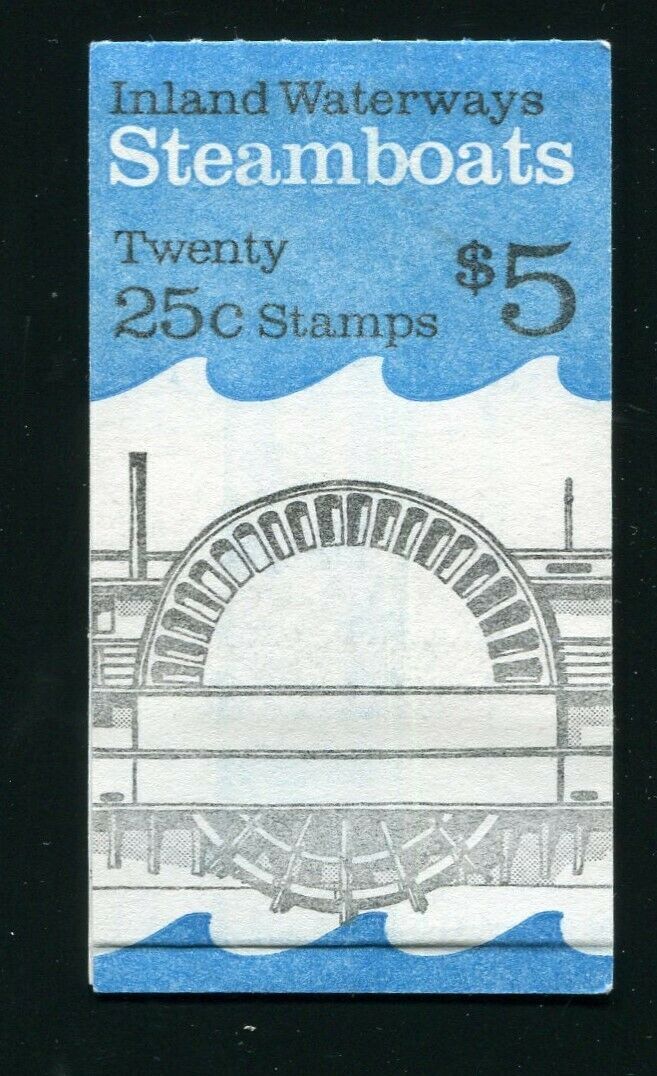 Inland Waterways
Steamboats
Twenty
25c Stamps
$5